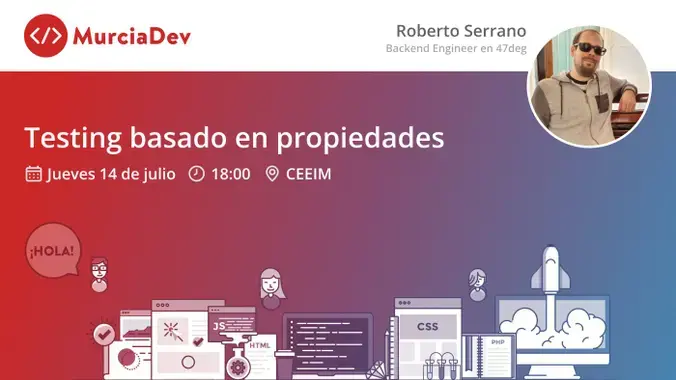 MurciaDev
Roberto Serrano
Backend Engineer en 47deg
Testing basado en propiedades
Jueves 14 de julio 18:00 CEEIM
¡HOLA!
JS
HTML
CSS
PHP